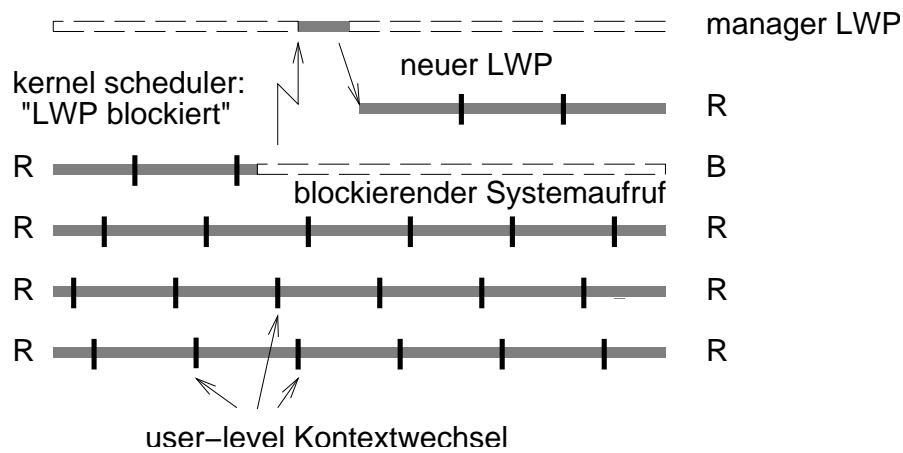 manager LWP
neuer LWP
kernel scheduler:
"LWP blockiert"
R
R B
blockierender Systemaufruf
R R
R R
R R
user–level Kontextwechsel